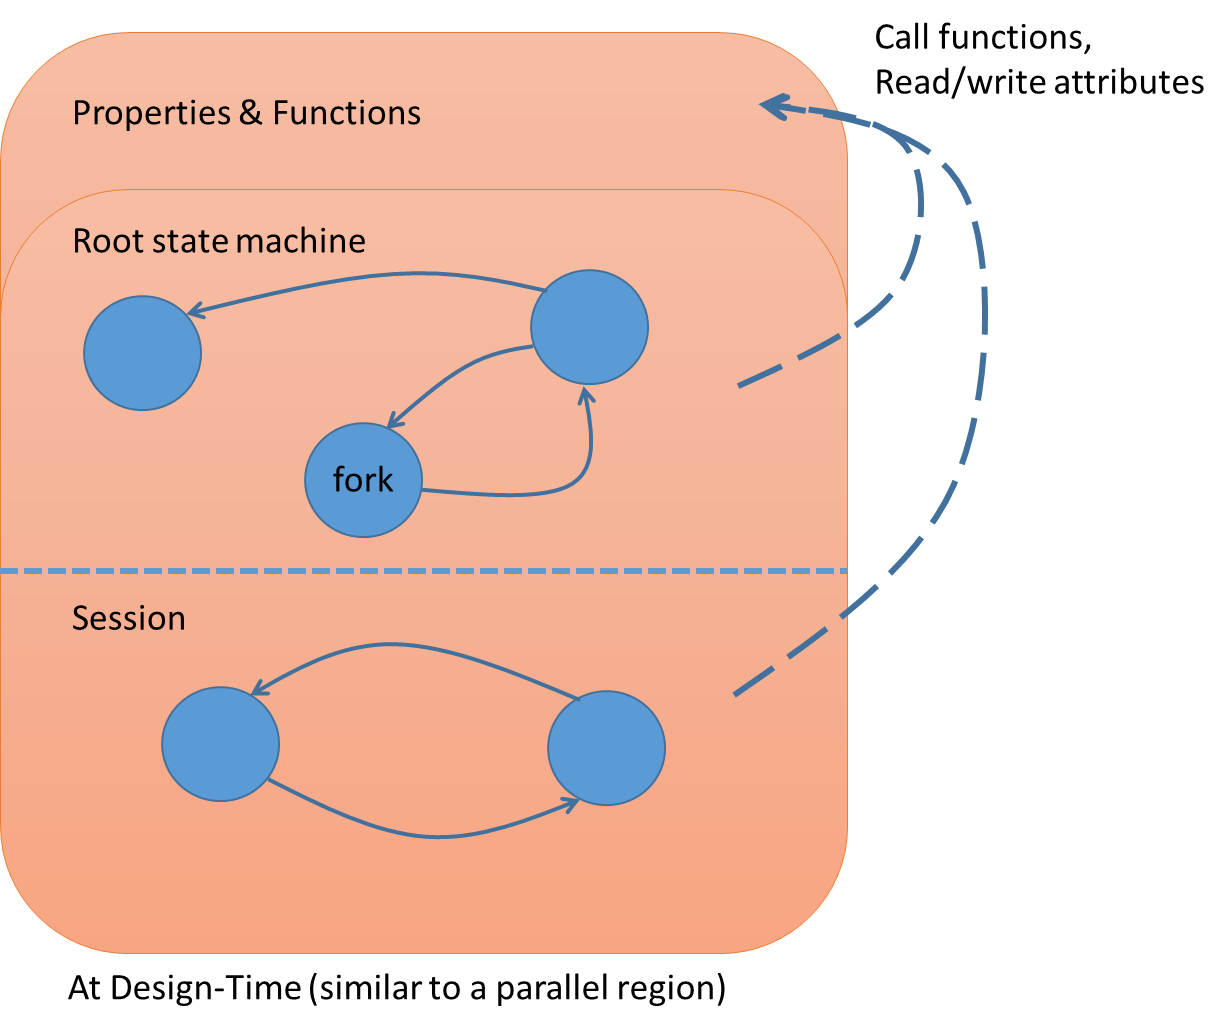 Call functions,
Read/write attributes
Properties & Functions
Root state machine
fork
Session
At Design-Time (similar to a parallel region)